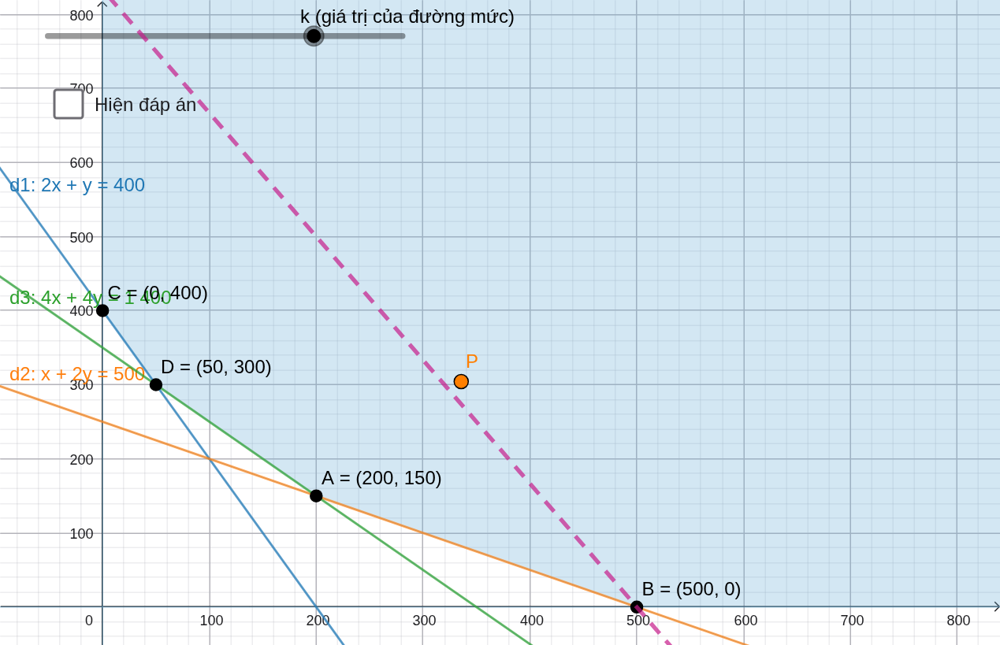 800
k (giá trị của đường mức)
700
Hiện đáp án
600
d1: 2x + y = 400
500
C = (0, 400)
d3: 4x + 4y = 1 400
400
D = (50, 300)
d2: x + 2y = 500
300
P
200
A = (200, 150)
100
B = (500, 0)
0 100 200 300 400 500 600 700 800